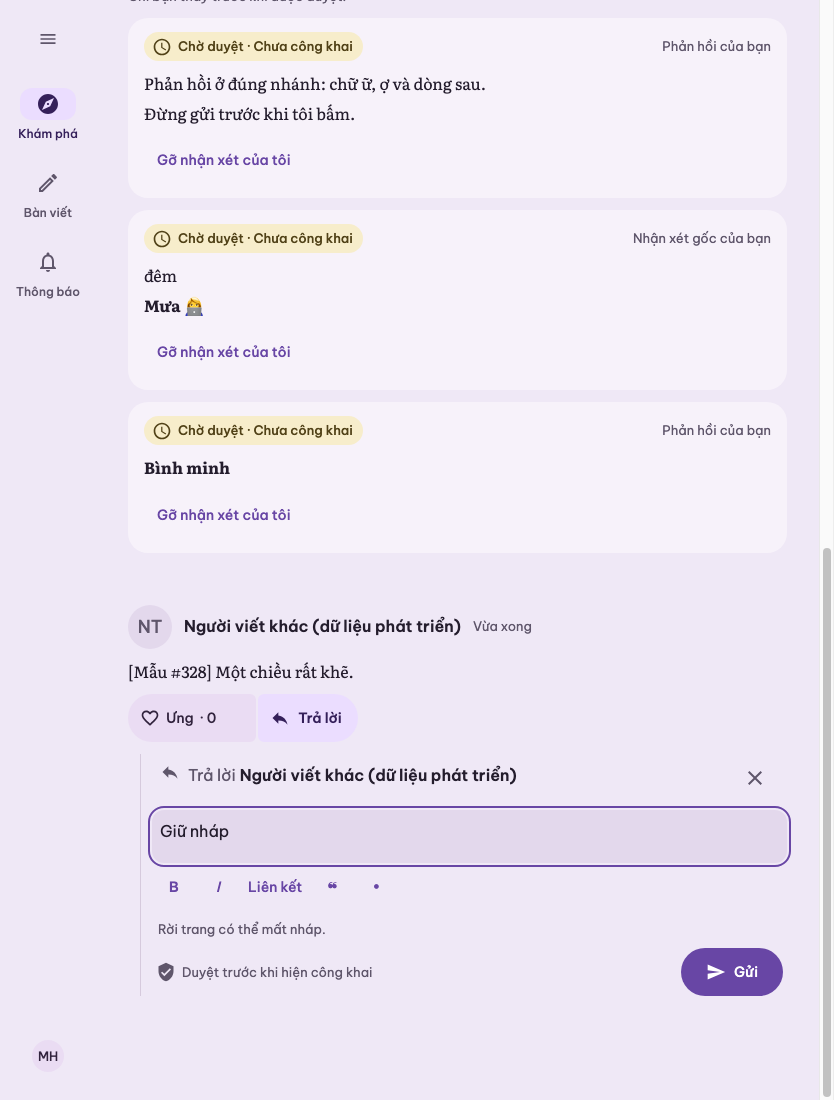 Chờ duyệt · Chưa công khai
Phản hồi của bạn
Phản hồi ở đúng nhánh: chữ ữ, ợ và dòng sau.
Đừng gửi trước khi tôi bấm.
Gỡ nhận xét của tôi
Khám phá
Bàn viết
Thông báo
Chờ duyệt · Chưa công khai
Nhận xét gốc của bạn
đêm
Mưa
Gỡ nhận xét của tôi
Chờ duyệt · Chưa công khai
Phản hồi của bạn
Bình minh
Gỡ nhận xét của tôi
NT
Người viết khác (dữ liệu phát triển) Vừa xong
[Mẫu #328] Một chiều rất khẽ.
Ưng · 0
Trả lời
Trả lời Người viết khác (dữ liệu phát triển)
Giữ nháp
B I Liên kết ❝ •
Rời trang có thể mất nháp.
Duyệt trước khi hiện công khai
Gửi
MH